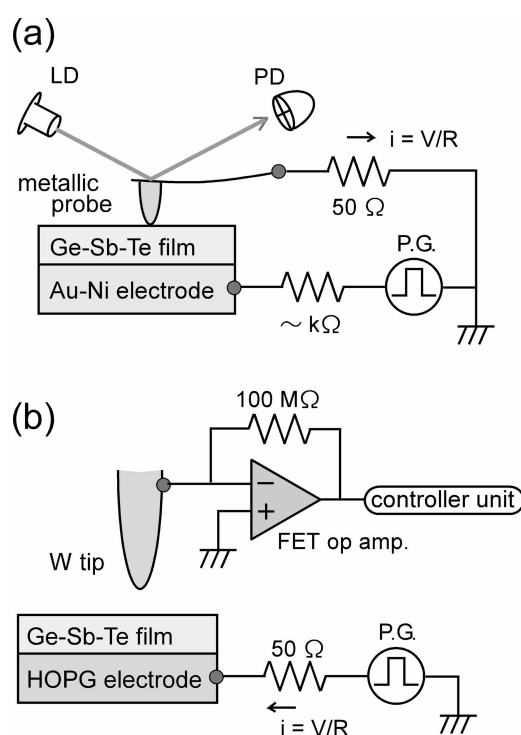 (a)
LD
PD
i = V/R
metallic
probe
50 Ω
P.G.
Ge-Sb-Te film
Au-Ni electrode
～ kΩ
(b)
100 MΩ
−
+
controller unit
FET op amp.
W tip
Ge-Sb-Te film
HOPG electrode
50 Ω
P.G.
i = V/R